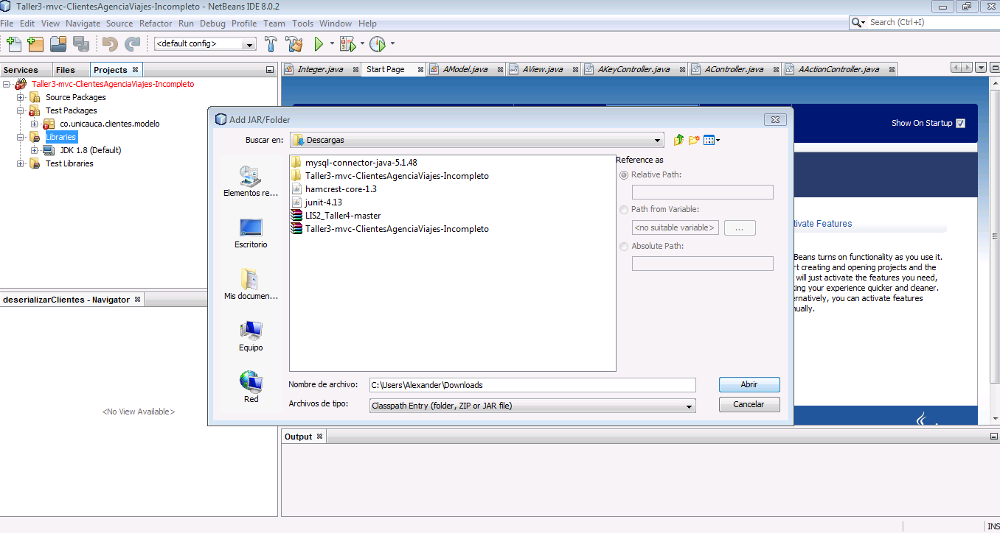 Taller3-mvc-ClientesAgenciaViajes-Incompleto - NetBeans IDE 8.0.2
File Edit View Navigate Source Refactor Run Debug Profile Team Tools Window Help
Search (Ctrl+I)
<default config>
Services Files Projects
Integer.java Start Page AModel.java AView.java AKeyController.java AController.java AActionController.java
Taller3-mvc-ClientesAgenciaViajes-Incompleto
Source Packages
Test Packages
co.unicauca.clientes.modelo
Libraries
JDK 1.8 (Default)
Test Libraries
Show On Startup
Add JAR/Folder
Buscar en: Descargas
Elementos re...
Escritorio
Mis documen...
Equipo
Red
mysql-connector-java-5.1.48
Taller3-mvc-ClientesAgenciaViajes-Incompleto
hamcrest-core-1.3
junit-4.13
LIS2_Taller4-master
Taller3-mvc-ClientesAgenciaViajes-Incompleto
Reference as
Relative Path:
Path from Variable:
<no suitable variable> ...
Absolute Path:
Nombre de archivo: C:\Users\Alexander\Downloads
Abrir
Archivos de tipo: Classpath Entry (folder, ZIP or JAR file)
Cancelar
tivate Features
Beans turns on functionality as you use it.
rt creating and opening projects and the
will just activate the features you need,
king your experience quicker and cleaner.
ernatively, you can activate features
nually.
deserializarClientes - Navigator
<No View Available>
Output
INS